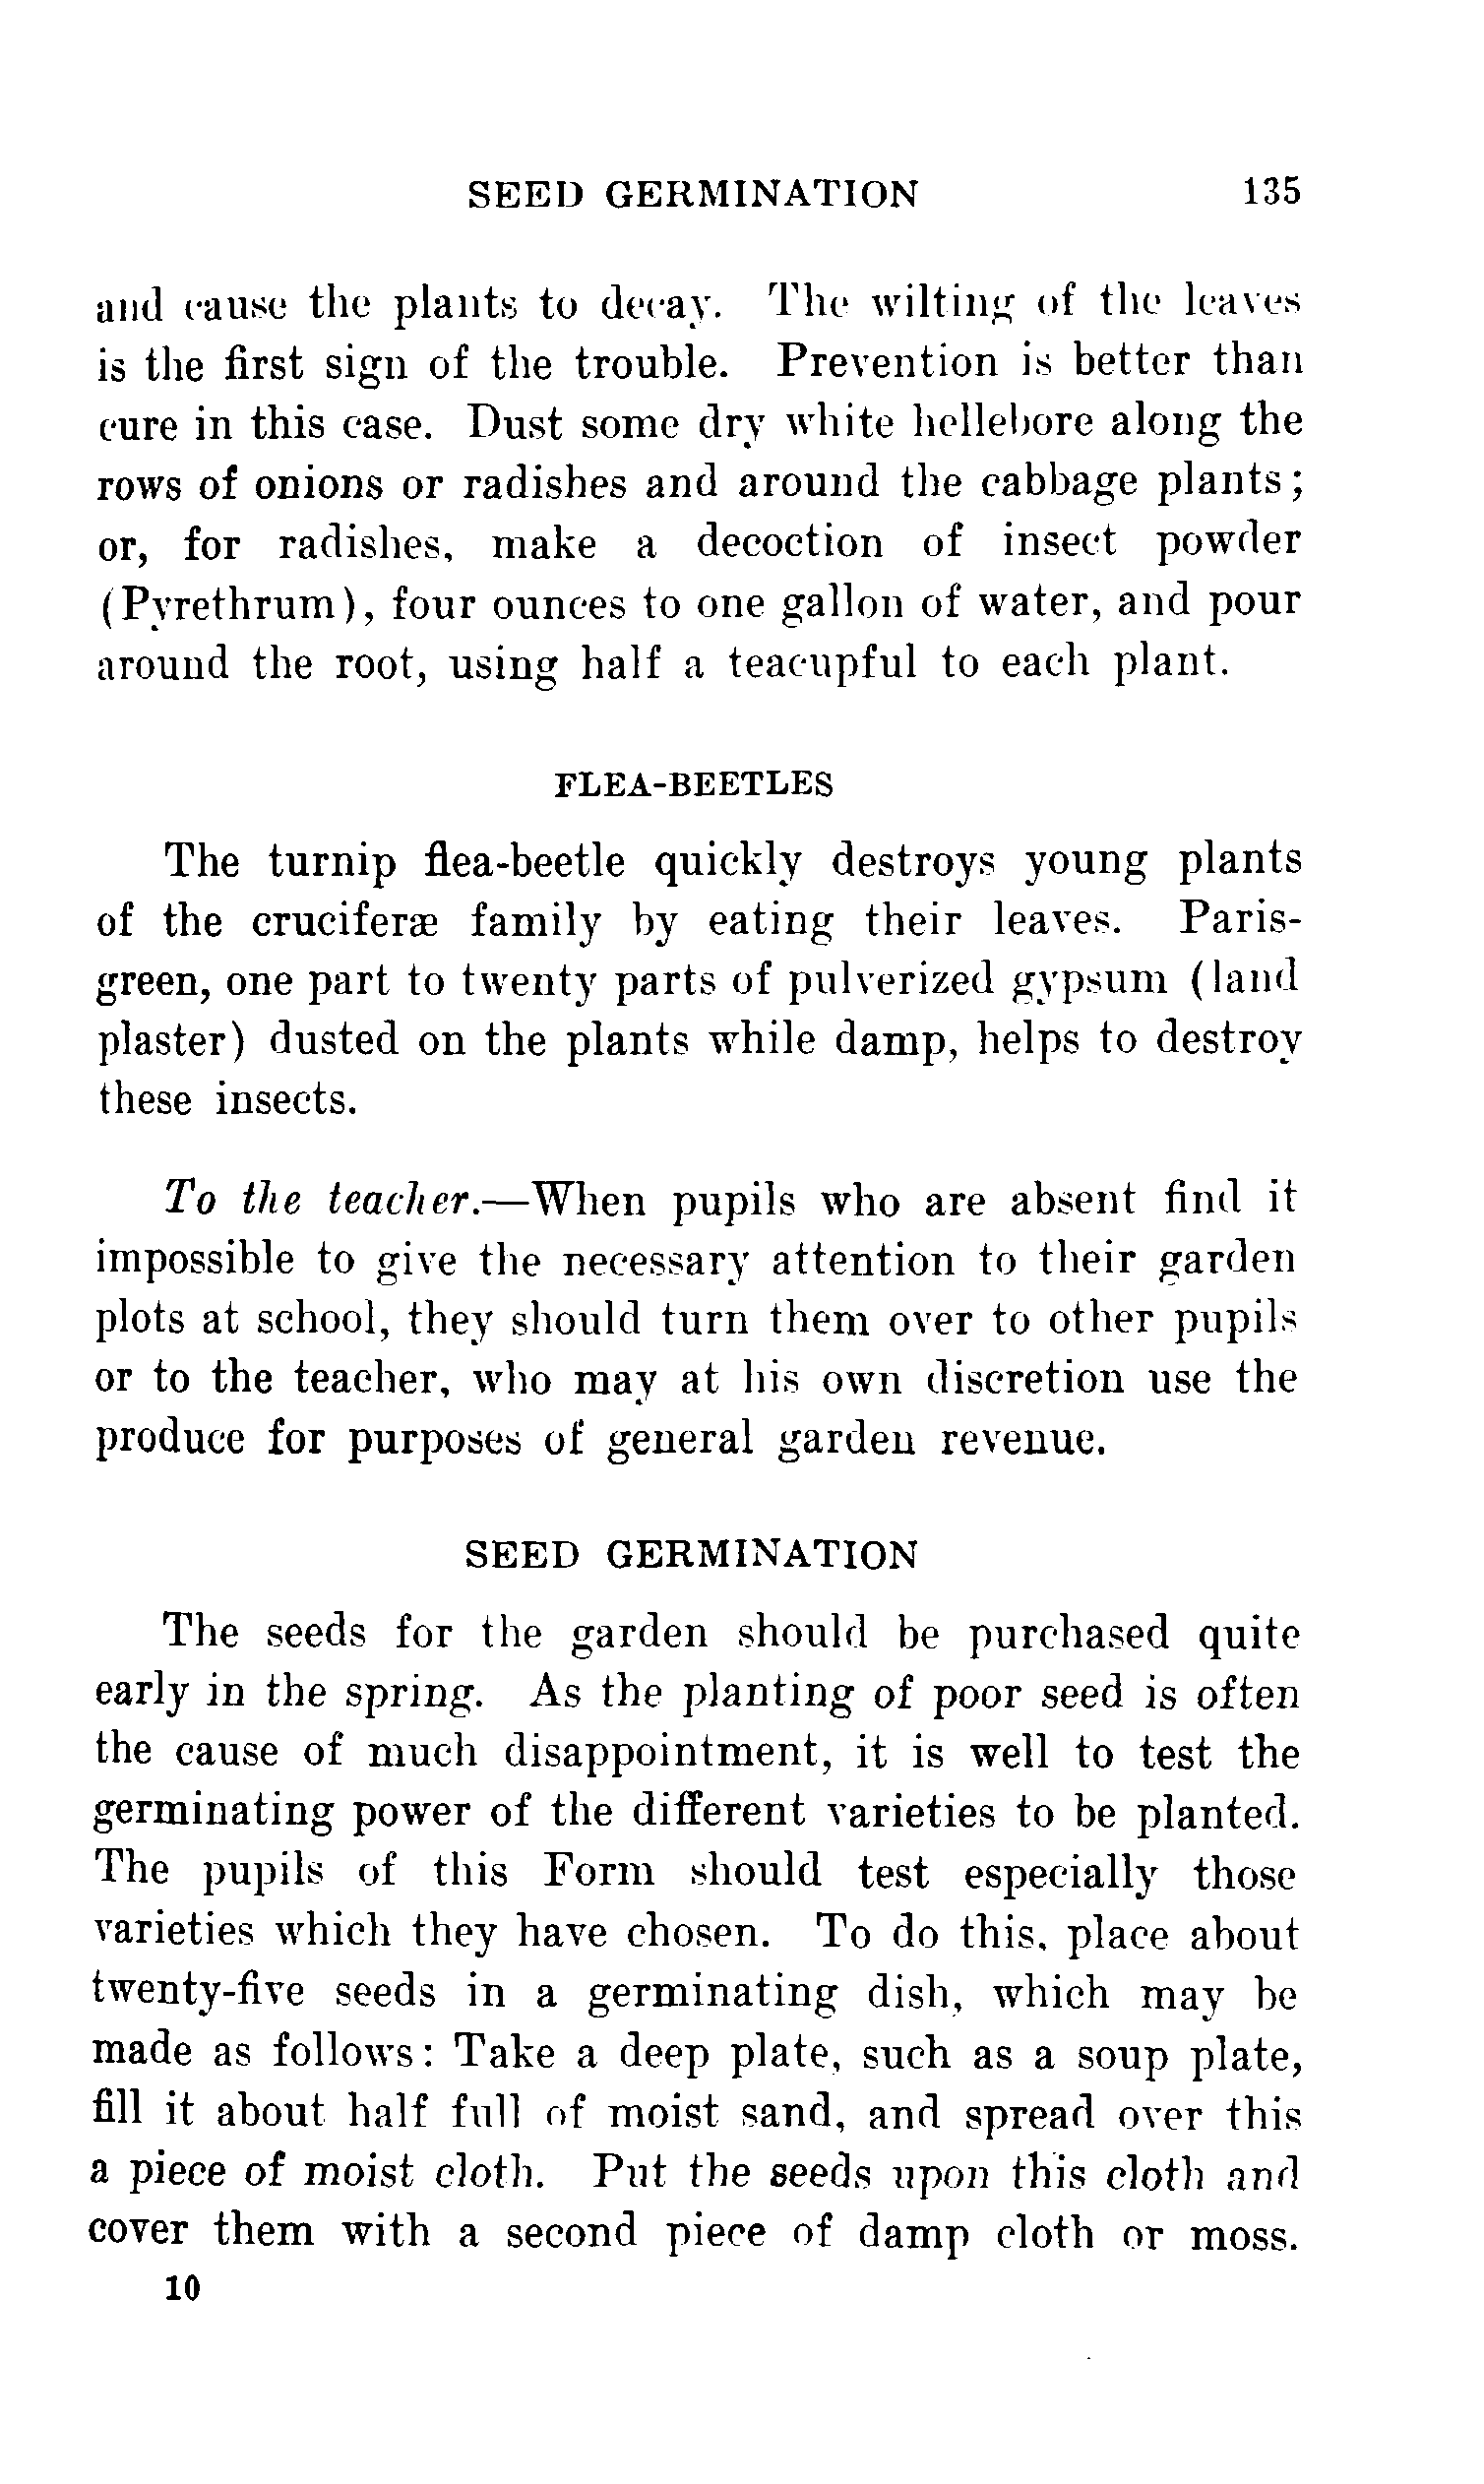 SEED GERMINATION 135
and cause the plants to decay. The wilting of the leaves
is the first sign of the trouble. Prevention is better than
cure in this case. Dust some dry white hellebore along the
rows of onions or radishes and around the cabbage plants;
or, for radishes, make a decoction of insect powder
(Pyrethrum), four ounces to one gallon of water, and pour
around the root, using half a teacupful to each plant.
FLEA-BEETLES
The turnip flea-beetle quickly destroys young plants
of the cruciferæ family by eating their leaves. Paris-
green, one part to twenty parts of pulverized gypsum (land
plaster) dusted on the plants while damp, helps to destroy
these insects.
To the teacher.—When pupils who are absent find it
impossible to give the necessary attention to their garden
plots at school, they should turn them over to other pupils
or to the teacher, who may at his own discretion use the
produce for purposes of general garden revenue.
SEED GERMINATION
The seeds for the garden should be purchased quite
early in the spring. As the planting of poor seed is often
the cause of much disappointment, it is well to test the
germinating power of the different varieties to be planted.
The pupils of this Form should test especially those
varieties which they have chosen. To do this, place about
twenty-five seeds in a germinating dish, which may be
made as follows: Take a deep plate, such as a soup plate,
fill it about half full of moist sand, and spread over this
a piece of moist cloth. Put the seeds upon this cloth and
cover them with a second piece of damp cloth or moss.
10